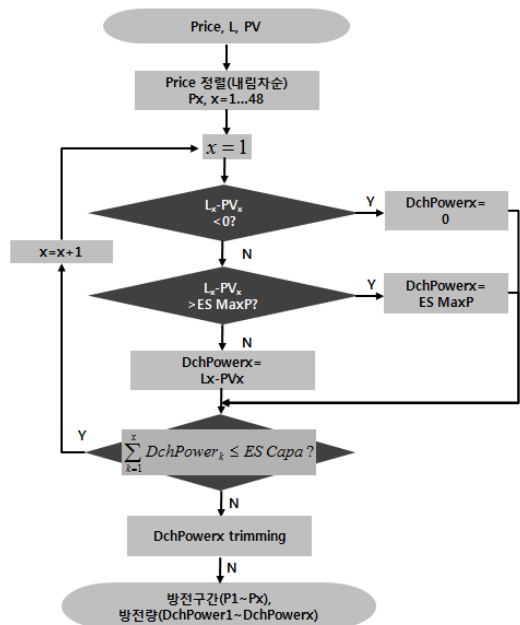 Price, L, PV
Price 정렬(내림차순)
Px, x=1...48
x = 1
Lx-PVx
<0?
Y
DchPowerx=
0
N
x=x+1
Lx-PVx
>ES MaxP?
Y
DchPowerx=
ES MaxP
N
DchPowerx=
Lx-PVx
Y
∑_{k=1}^{x} DchPower_k ≤ ES Capa ?
N
DchPowerx trimming
N
방전구간(P1~Px),
방전량(DchPower1~DchPowerx)